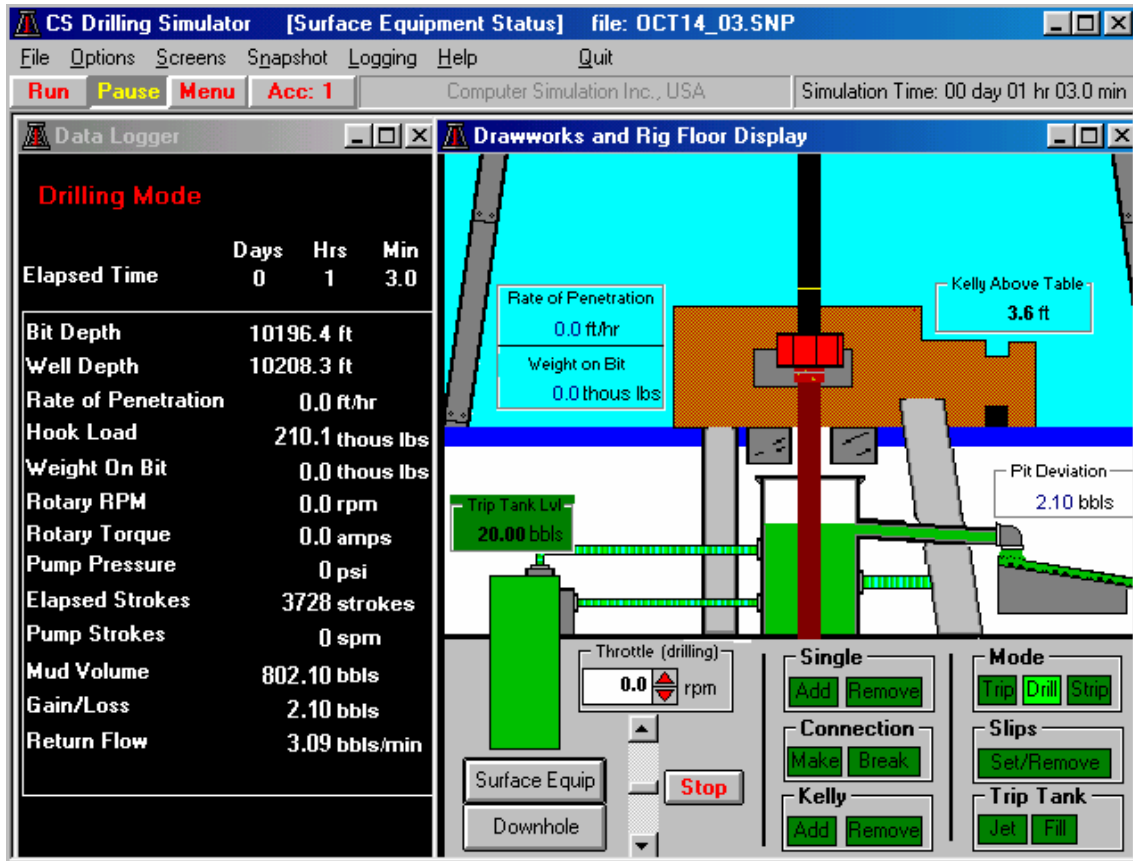 CS Drilling Simulator [Surface Equipment Status] file: OCT14_03.SNP
File Options Screens Snapshot Logging Help Quit
Run Pause Menu Acc: 1 Computer Simulation Inc., USA Simulation Time: 00 day 01 hr 03.0 min
Data Logger
Drilling Mode
Days Hrs Min
Elapsed Time 0 1 3.0
Bit Depth 10196.4 ft
Well Depth 10208.3 ft
Rate of Penetration 0.0 ft/hr
Hook Load 210.1 thous lbs
Weight On Bit 0.0 thous lbs
Rotary RPM 0.0 rpm
Rotary Torque 0.0 amps
Pump Pressure 0 psi
Elapsed Strokes 3728 strokes
Pump Strokes 0 spm
Mud Volume 802.10 bbls
Gain/Loss 2.10 bbls
Return Flow 3.09 bbls/min
Drawworks and Rig Floor Display
Rate of Penetration
0.0 ft/hr
Weight on Bit
0.0 thous lbs
Kelly Above Table
3.6 ft
Pit Deviation
2.10 bbls
Trip Tank Lvl
20.00 bbls
Throttle (drilling)
0.0 rpm
Surface Equip
Downhole
Stop
Single
Add Remove
Connection
Make Break
Kelly
Add Remove
Mode
Trip Drill Strip
Slips
Set/Remove
Trip Tank
Jet Fill